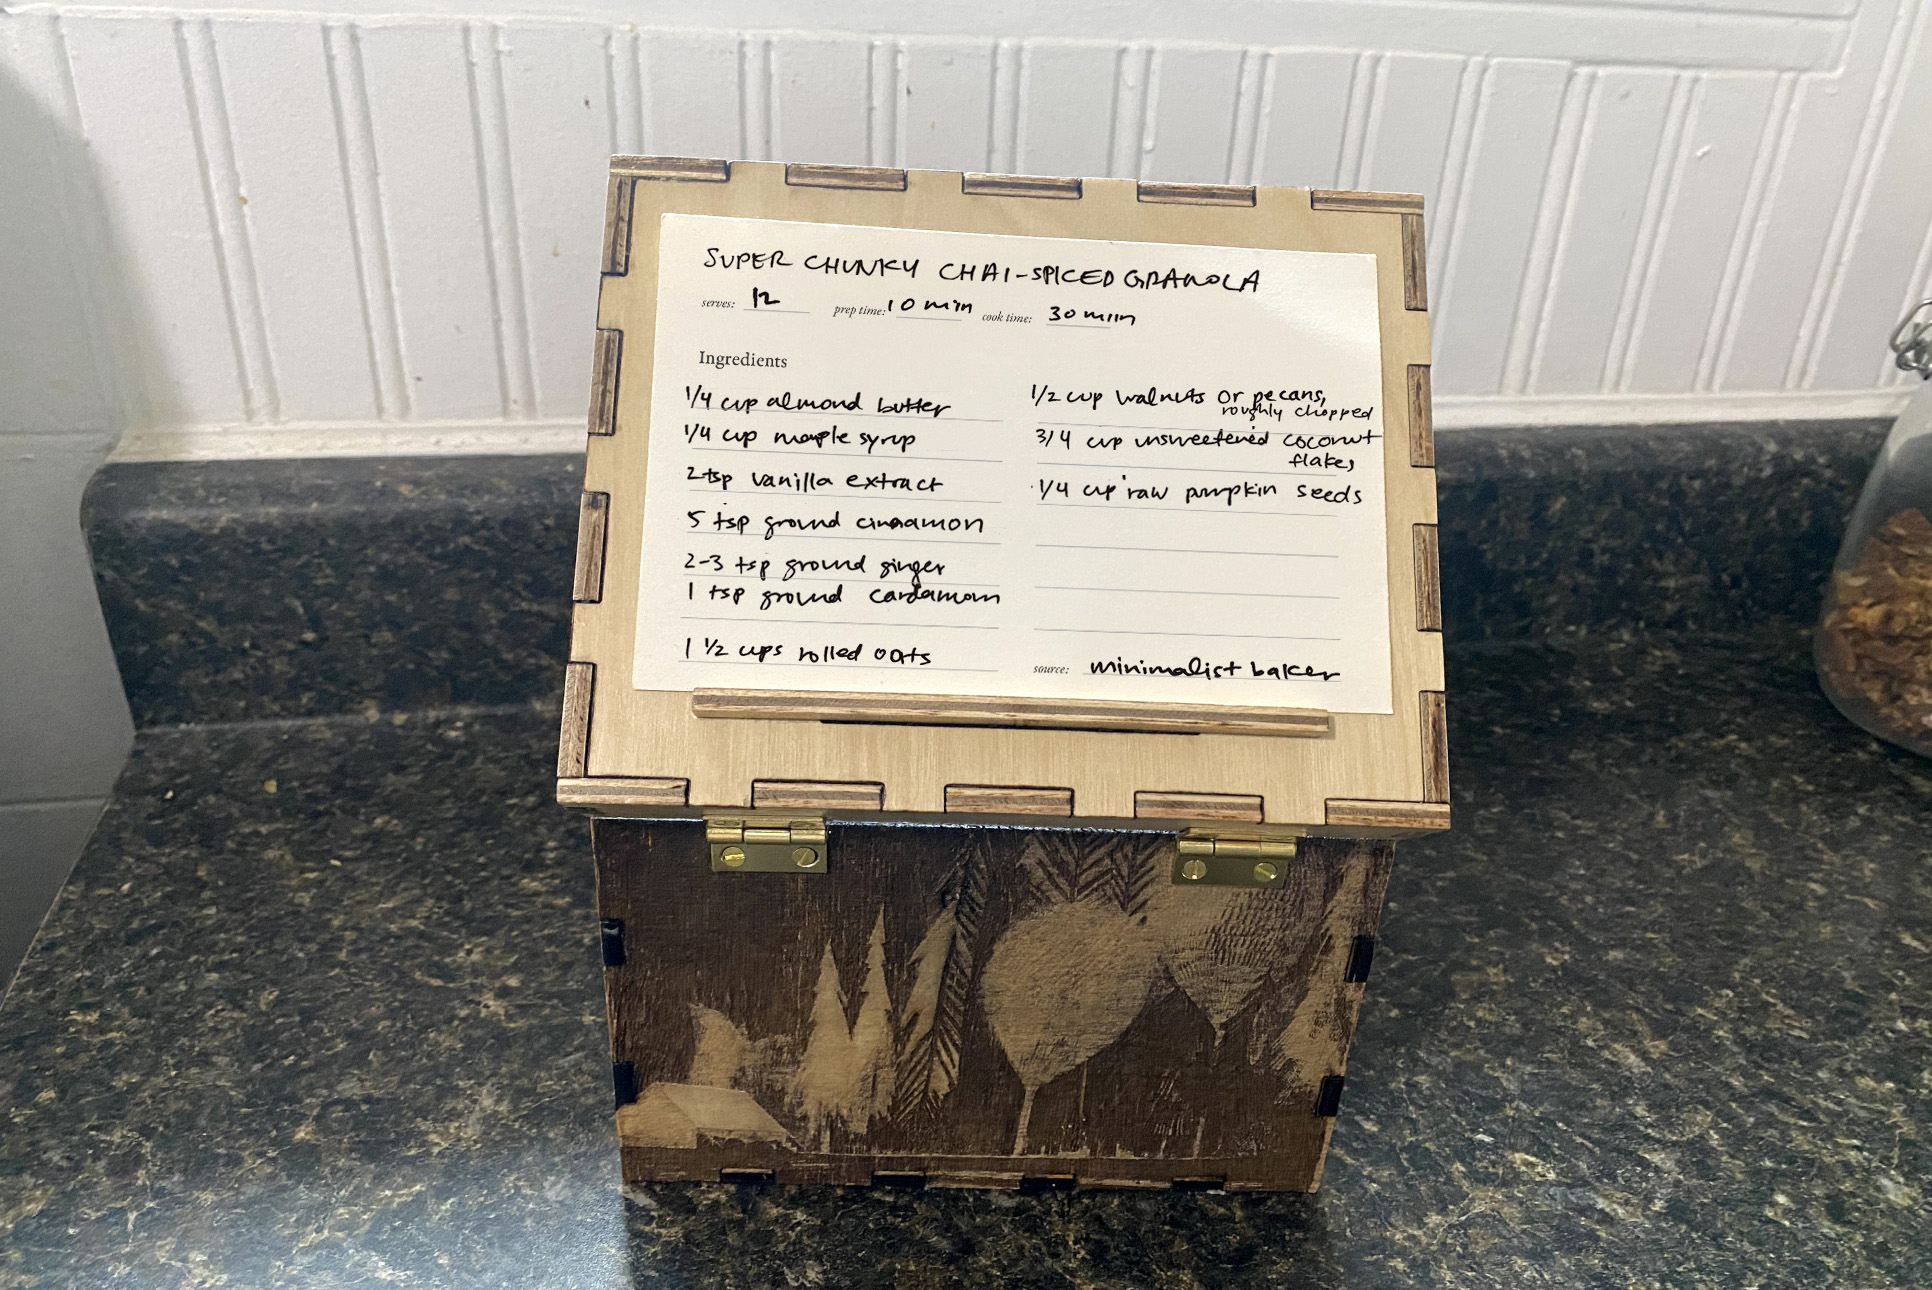 SUPER CHUNKY CHAI-SPICED GRANOLA
serves: 12 prep time: 10 min cook time: 30 min
Ingredients
1/4 cup almond butter
1/4 cup maple syrup
2 tsp vanilla extract
5 tsp ground cinnamon
2-3 tsp ground ginger
1 tsp ground cardamom
1 1/2 cups rolled oats
1/2 cup walnuts or pecans,
roughly chopped
3/4 cup unsweetened coconut
flakes
1/4 cup raw pumpkin seeds
source: minimalist baker